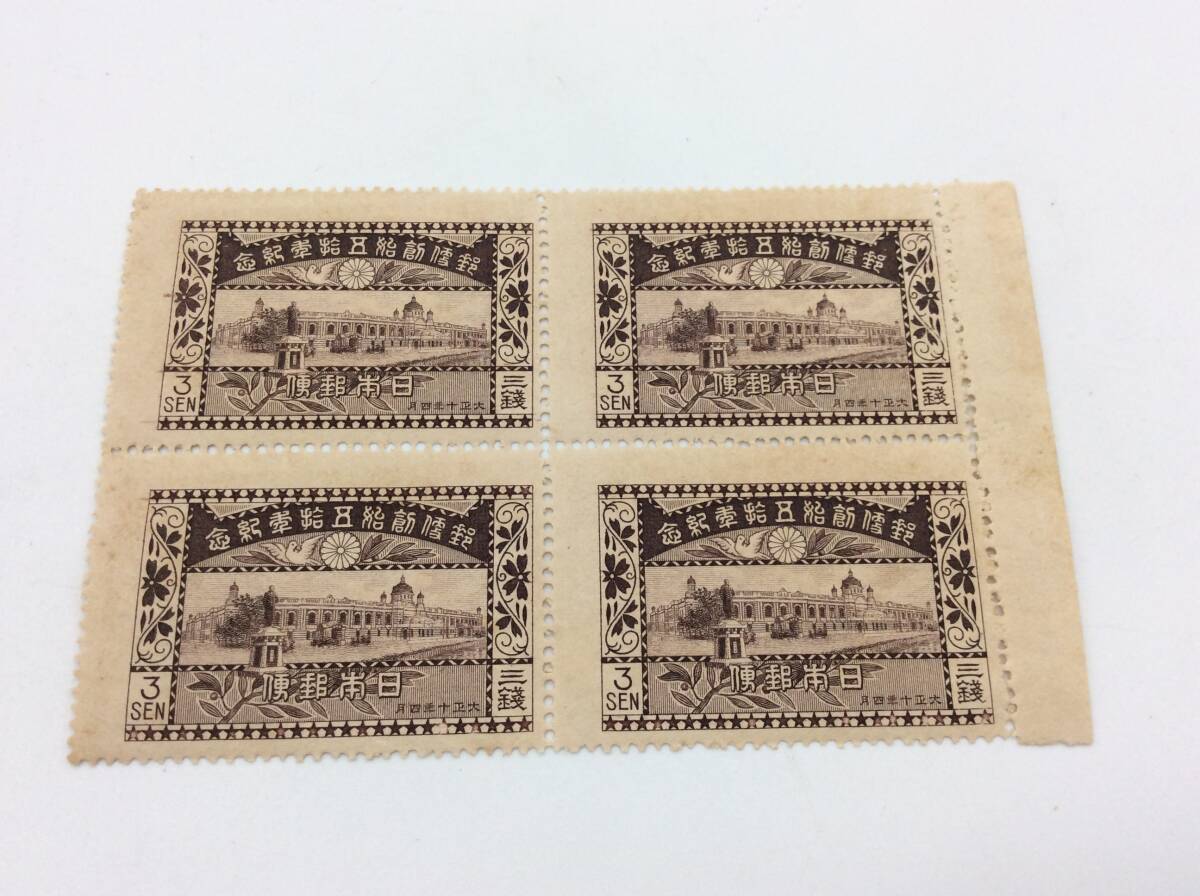 郵便創始五拾年紀念
日本郵便
大正十年四月
3
SEN
三錢
郵便創始五拾年紀念
日本郵便
大正十年四月
3
SEN
三錢
郵便創始五拾年紀念
日本郵便
大正十年四月
3
SEN
三錢
郵便創始五拾年紀念
日本郵便
大正十年四月
3
SEN
三錢